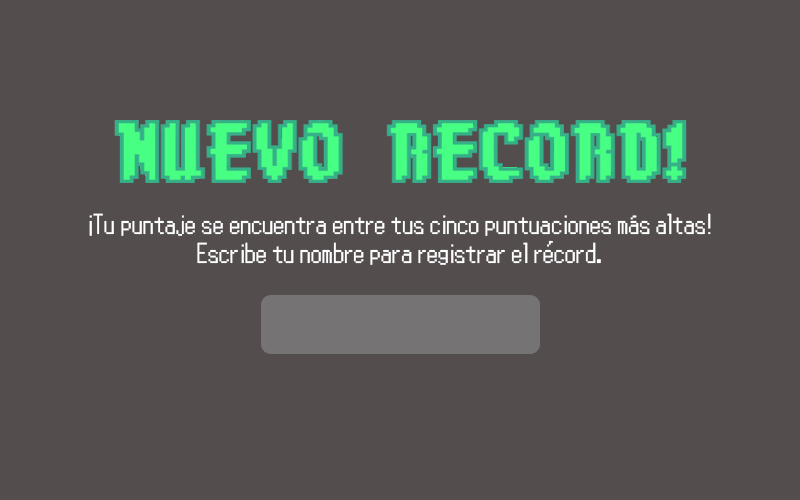 NUEVO RECORD!
¡Tu puntaje se encuentra entre tus cinco puntuaciones más altas!
Escribe tu nombre para registrar el récord.